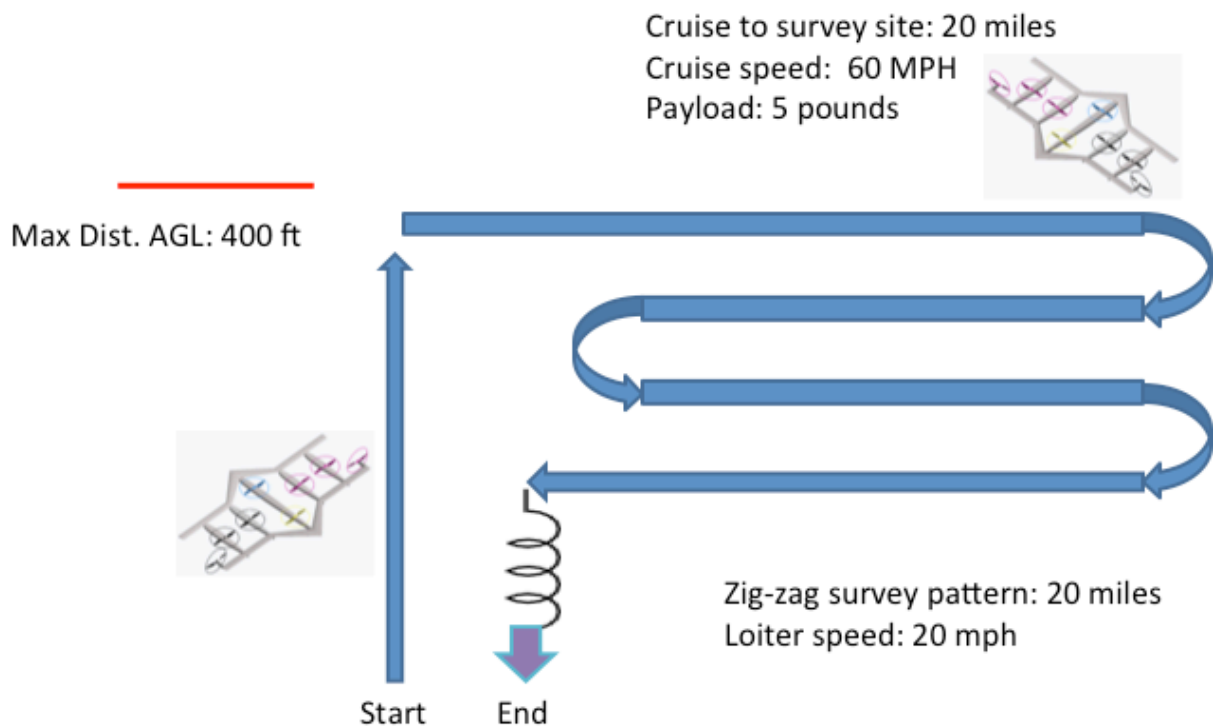 Cruise to survey site: 20 miles
Cruise speed:  60 MPH
Payload: 5 pounds
Max Dist. AGL: 400 ft
Zig-zag survey pattern: 20 miles
Loiter speed: 20 mph
Start
End